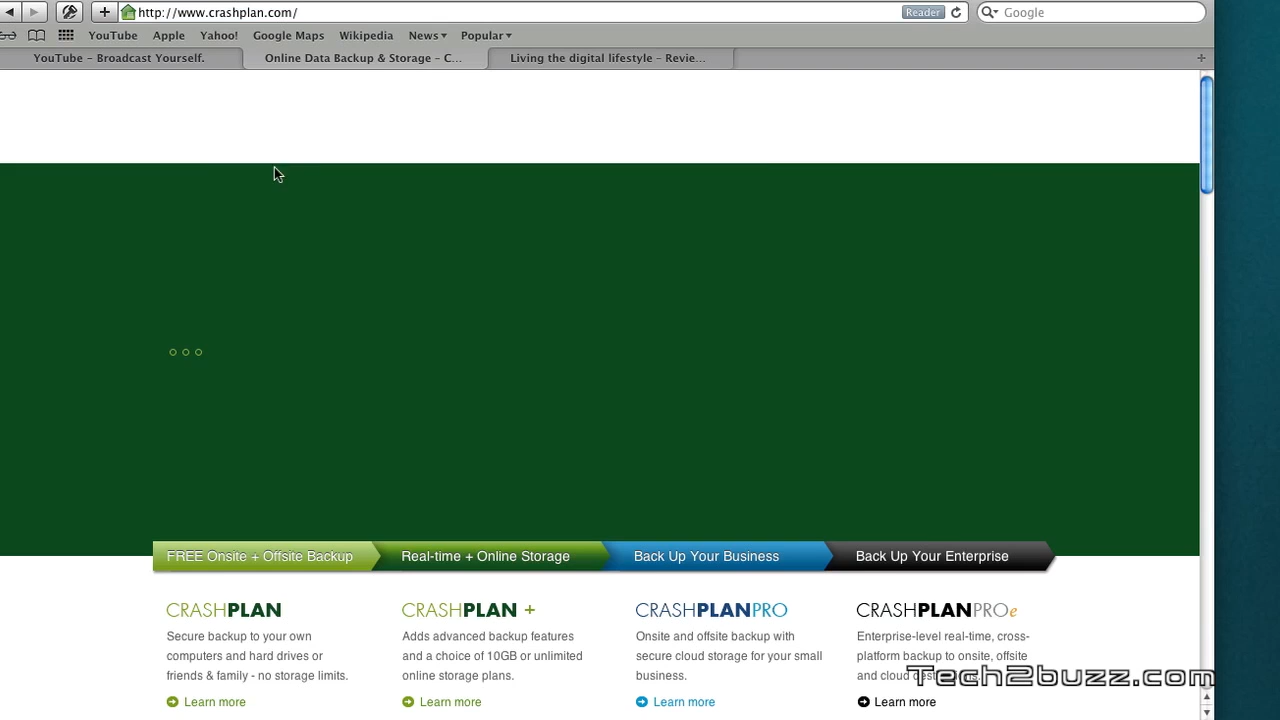 http://www.crashplan.com/ Reader Google
YouTube Apple Yahoo! Google Maps Wikipedia News Popular
YouTube – Broadcast Yourself. Online Data Backup & Storage – C... Living the digital lifestyle – Revie...
FREE Onsite + Offsite Backup Real-time + Online Storage Back Up Your Business Back Up Your Enterprise
CRASHPLAN
Secure backup to your own
computers and hard drives or
friends & family - no storage limits.
Learn more
CRASHPLAN +
Adds advanced backup features
and a choice of 10GB or unlimited
online storage plans.
Learn more
CRASHPLANPRO
Onsite and offsite backup with
secure cloud storage for your small
business.
Learn more
CRASHPLANPROe
Enterprise-level real-time, cross-
platform backup to onsite, offsite
and cloud
Learn more
Tech2buzz.com